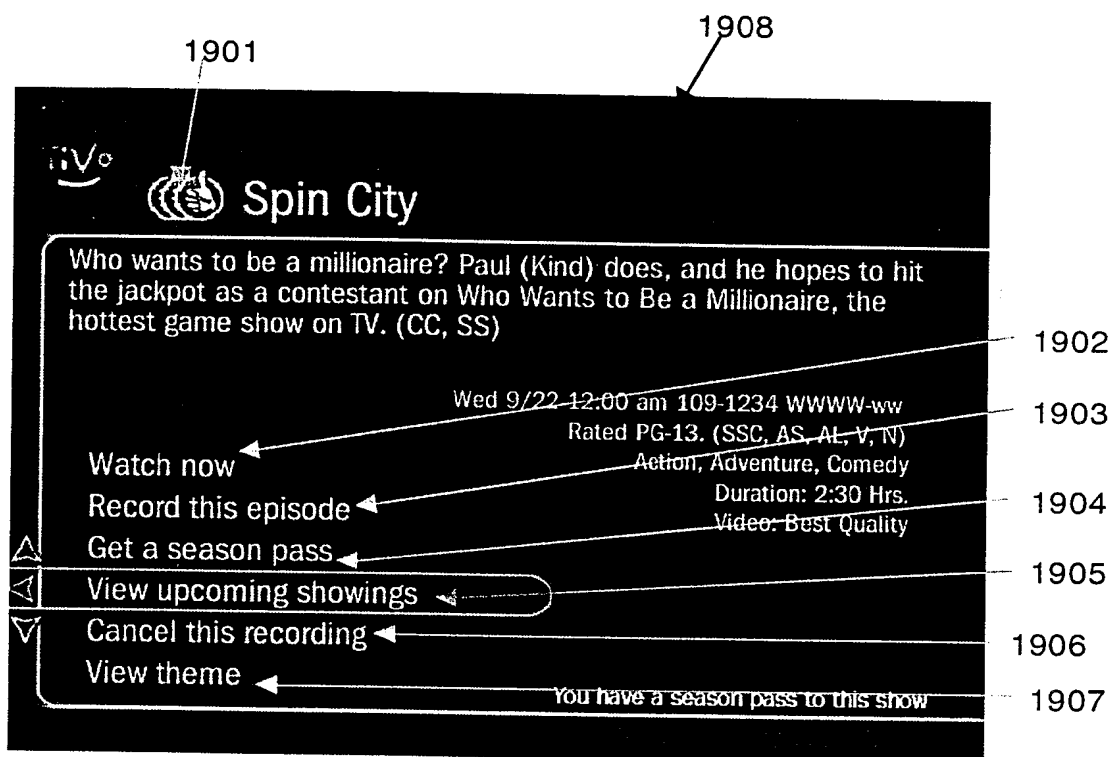 1901
1908
TiVo
Spin City
Who wants to be a millionaire? Paul (Kind) does, and he hopes to hit
the jackpot as a contestant on Who Wants to Be a Millionaire, the
hottest game show on TV. (CC, SS)
1902
Wed 9/22 12:00 am 109-1234 WWWW-ww
1903
Rated PG-13. (SSC, AS, AL, V, N)
Watch now
Action, Adventure, Comedy
Record this episode
Duration: 2:30 Hrs.
1904
Video: Best Quality
Get a season pass
1905
View upcoming showings
Cancel this recording
1906
View theme
You have a season pass to this show
1907